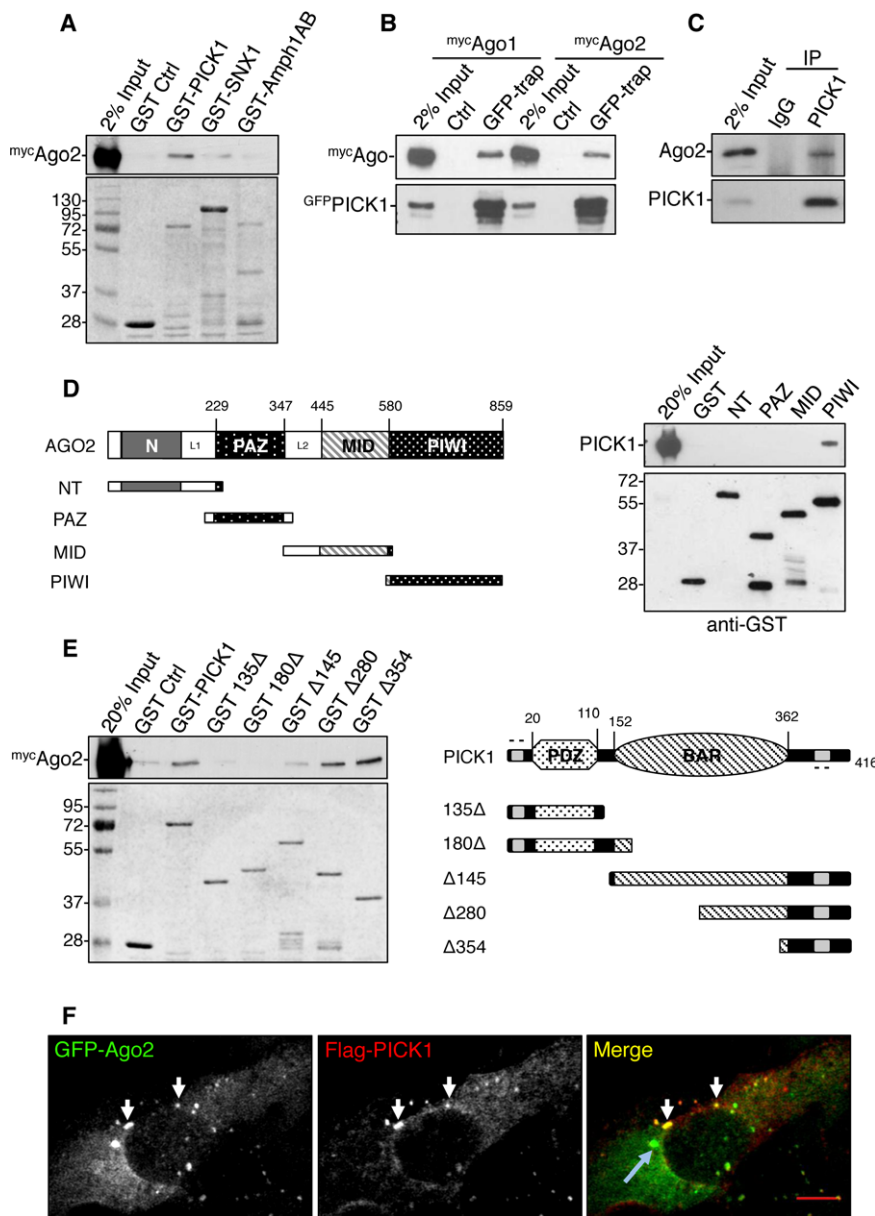 A
2% Input
GST Ctrl
GST-PICK1
GST-SNX1
GST-Amph1AB
mycAgo2
130
95
72
55
37
28
B
mycAgo1
mycAgo2
2% Input
Ctrl
GFP-trap
2% Input
Ctrl
GFP-trap
mycAgo
GFPPICK1
C
IP
2% Input
IgG
PICK1
Ago2
PICK1
D
229 347 445 580 859
AGO2 N L1 PAZ L2 MID PIWI
NT
PAZ
MID
PIWI
20% Input
GST
NT
PAZ
MID
PIWI
PICK1
72
55
37
28
anti-GST
E
20% Input
GST Ctrl
GST-PICK1
GST 135Δ
GST 180Δ
GST Δ145
GST Δ280
GST Δ354
mycAgo2
95
72
55
37
28
20 110 152 362
PICK1 PDZ BAR 416
135Δ
180Δ
Δ145
Δ280
Δ354
F
GFP-Ago2 Flag-PICK1 Merge